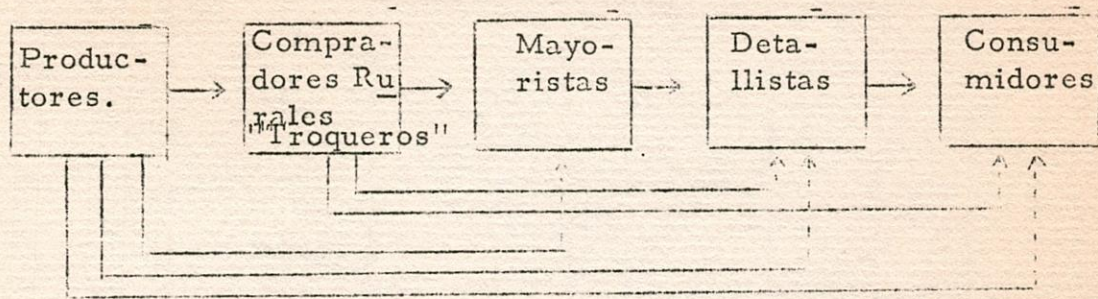 Produc-
tores.
Compra-
dores Ru
rales
"Troqueros"
Mayo-
ristas
Deta-
llistas
Consu-
midores